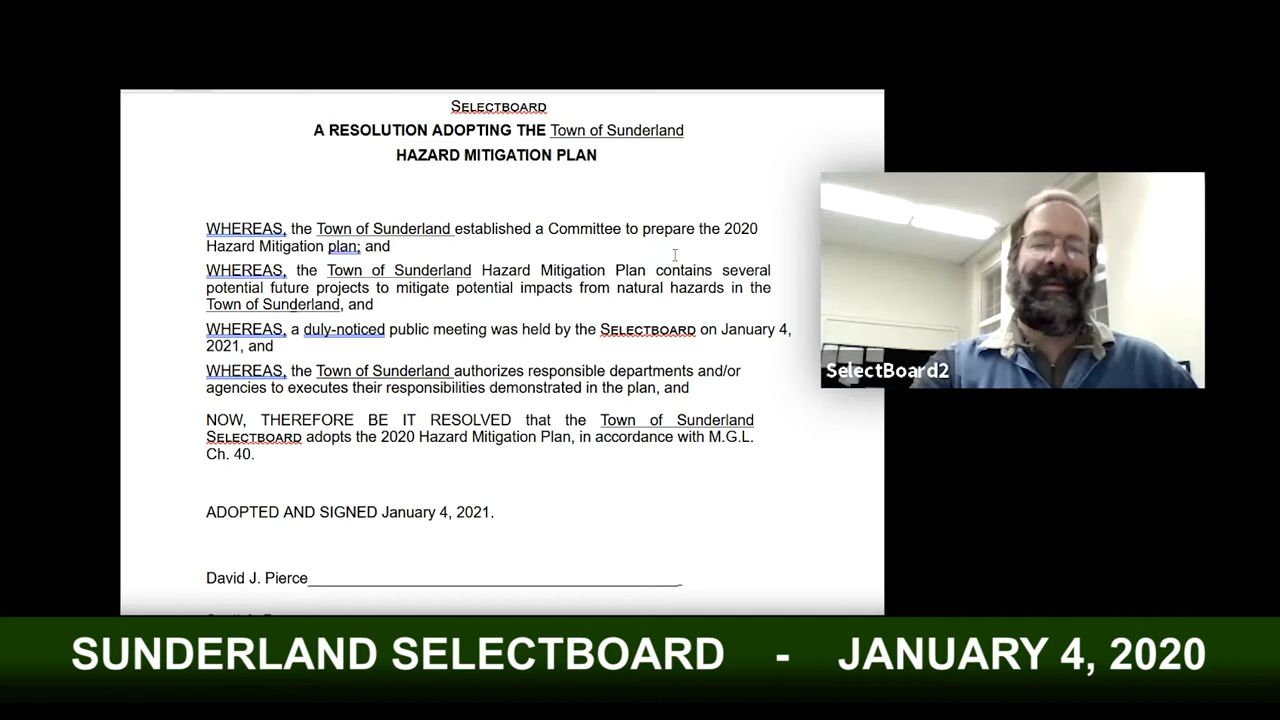 SELECTBOARD
A RESOLUTION ADOPTING THE Town of Sunderland
HAZARD MITIGATION PLAN
WHEREAS, the Town of Sunderland established a Committee to prepare the 2020
Hazard Mitigation plan; and
WHEREAS, the Town of Sunderland Hazard Mitigation Plan contains several
potential future projects to mitigate potential impacts from natural hazards in the
Town of Sunderland, and
WHEREAS, a duly-noticed public meeting was held by the SELECTBOARD on January 4,
2021, and
WHEREAS, the Town of Sunderland authorizes responsible departments and/or
agencies to executes their responsibilities demonstrated in the plan, and
NOW, THEREFORE BE IT RESOLVED that the Town of Sunderland
SELECTBOARD adopts the 2020 Hazard Mitigation Plan, in accordance with M.G.L.
Ch. 40.
ADOPTED AND SIGNED January 4, 2021.
David J. Pierce
SelectBoard2
SUNDERLAND SELECTBOARD - JANUARY 4, 2020